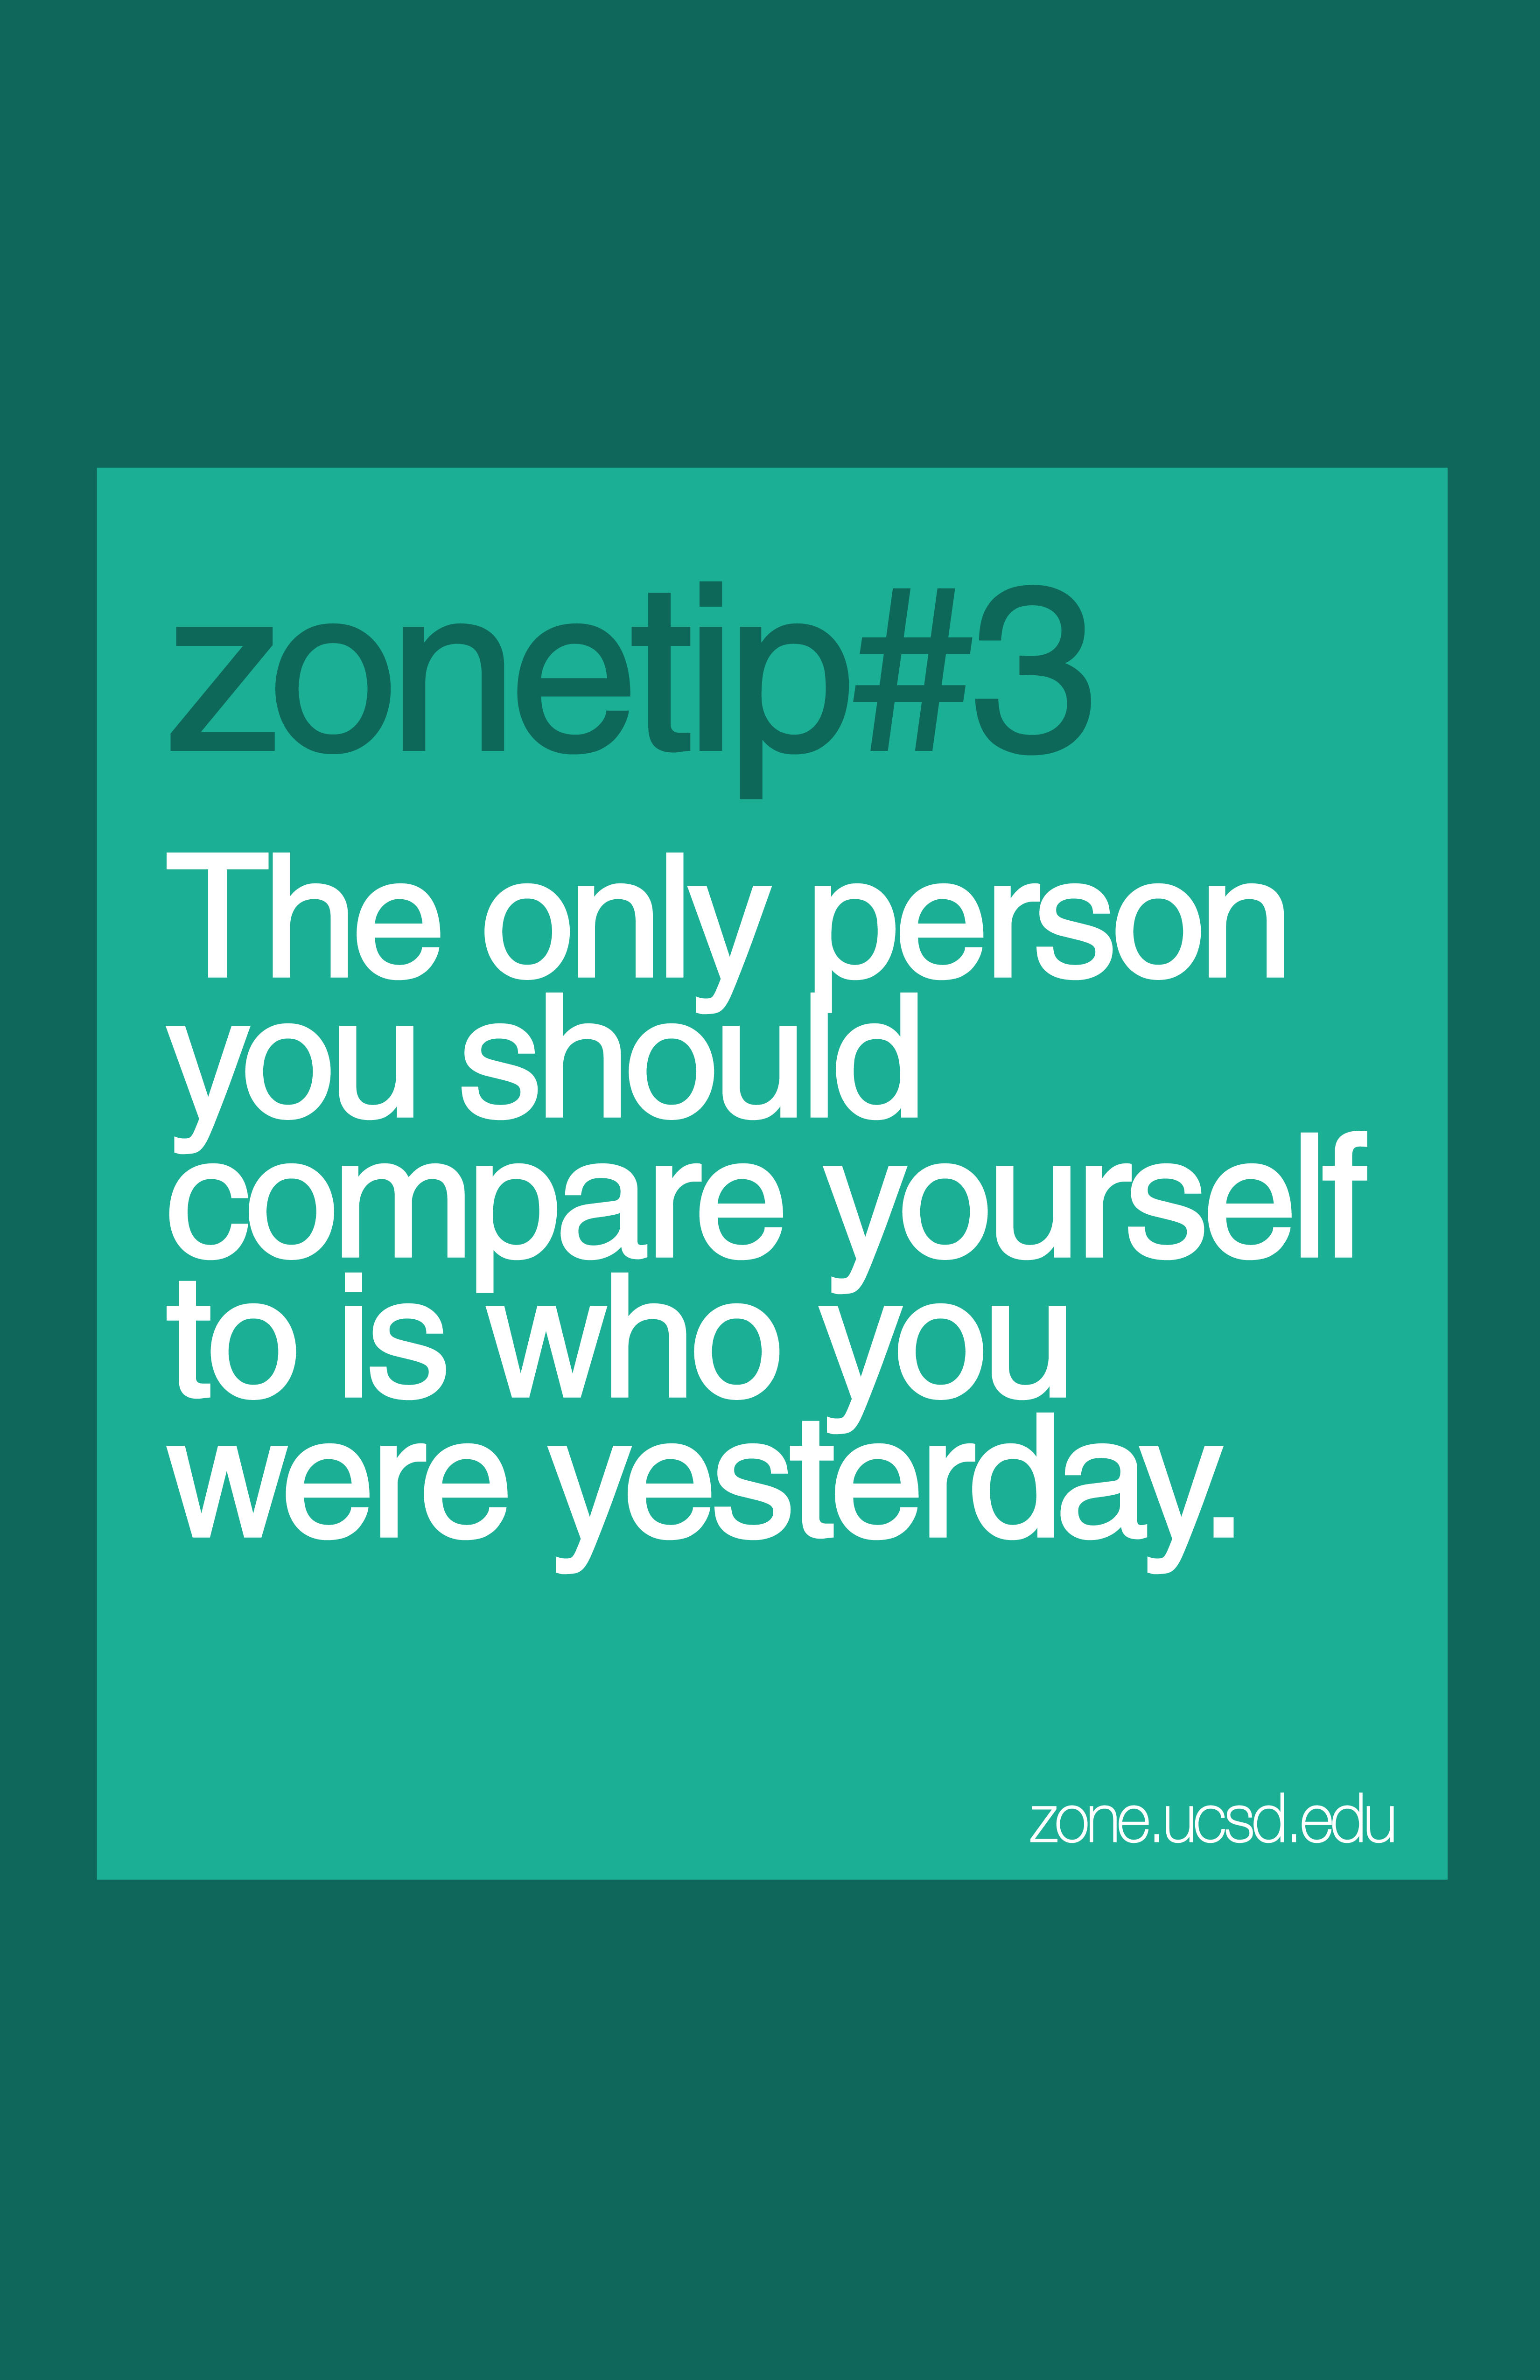 zonetip#3
The only person
you should
compare yourself
to is who you
were yesterday.
zone.ucsd.edu